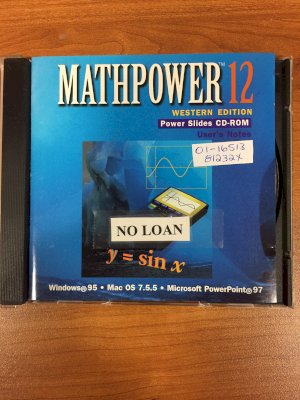 MATHPOWER™ 12
WESTERN EDITION
Power Slides CD-ROM
User's Notes
01-16513
81232X
NO LOAN
y = sin x
Windows®95 • Mac OS 7.5.5 • Microsoft PowerPoint®97